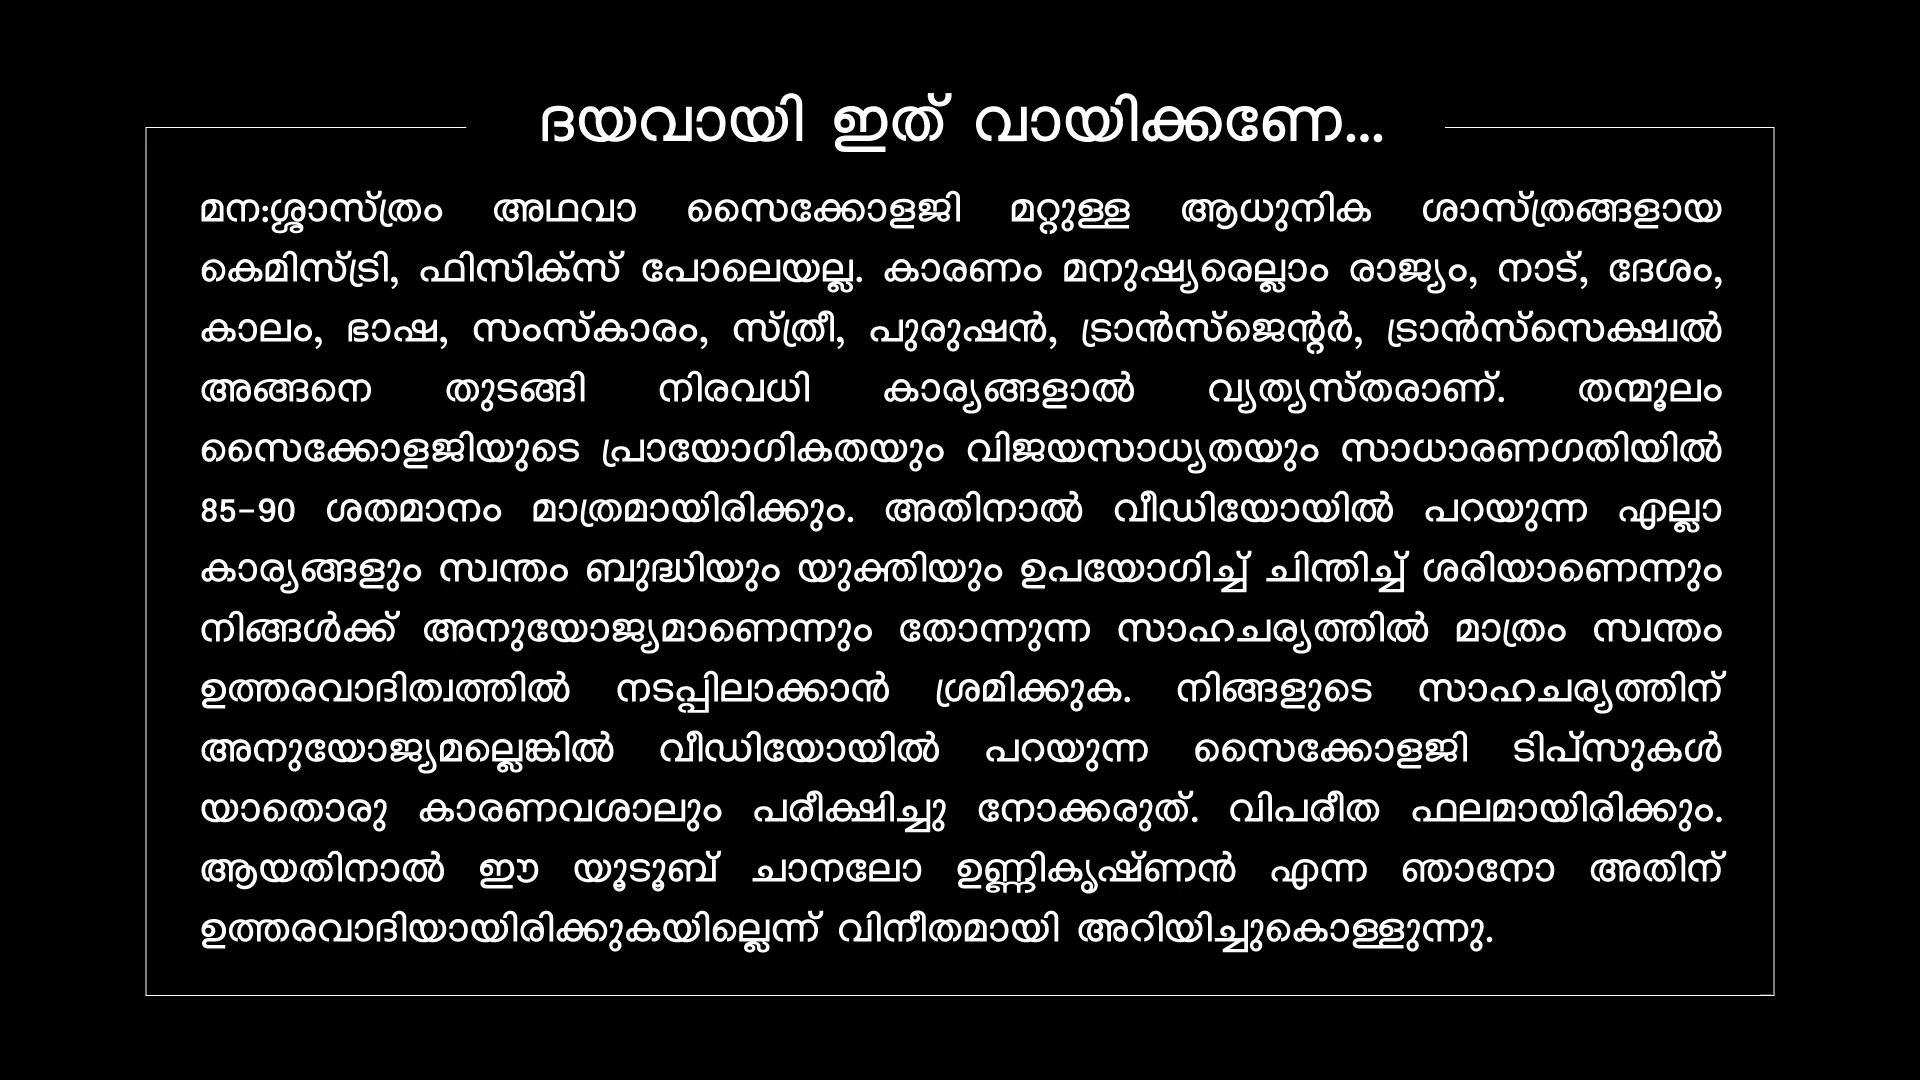 ദയവായി ഇത് വായിക്കണേ...
മന:ശ്ശാസ്ത്രം അഥവാ സൈക്കോളജി മറ്റുള്ള ആധുനിക ശാസ്ത്രങ്ങളായ
കെമിസ്ട്രി, ഫിസിക്സ് പോലെയല്ല. കാരണം മനുഷ്യരെല്ലാം രാജ്യം, നാട്, ദേശം,
കാലം, ഭാഷ, സംസ്കാരം, സ്ത്രീ, പുരുഷൻ, ട്രാൻസ്ജെന്റർ, ട്രാൻസ്സെക്ഷ്വൽ
അങ്ങനെ തുടങ്ങി നിരവധി കാര്യങ്ങളാൽ വ്യത്യസ്തരാണ്. തന്മൂലം
സൈക്കോളജിയുടെ പ്രായോഗികതയും വിജയസാധ്യതയും സാധാരണഗതിയിൽ
85-90 ശതമാനം മാത്രമായിരിക്കും. അതിനാൽ വീഡിയോയിൽ പറയുന്ന എല്ലാ
കാര്യങ്ങളും സ്വന്തം ബുദ്ധിയും യുക്തിയും ഉപയോഗിച്ച് ചിന്തിച്ച് ശരിയാണെന്നും
നിങ്ങൾക്ക് അനുയോജ്യമാണെന്നും തോന്നുന്ന സാഹചര്യത്തിൽ മാത്രം സ്വന്തം
ഉത്തരവാദിത്വത്തിൽ നടപ്പിലാക്കാൻ ശ്രമിക്കുക. നിങ്ങളുടെ സാഹചര്യത്തിന്
അനുയോജ്യമല്ലെങ്കിൽ വീഡിയോയിൽ പറയുന്ന സൈക്കോളജി ടിപ്സുകൾ
യാതൊരു കാരണവശാലും പരീക്ഷിച്ചു നോക്കരുത്. വിപരീത ഫലമായിരിക്കും.
ആയതിനാൽ ഈ യൂടൂബ് ചാനലോ ഉണ്ണികൃഷ്ണൻ എന്ന ഞാനോ അതിന്
ഉത്തരവാദിയായിരിക്കുകയില്ലെന്ന് വിനീതമായി അറിയിച്ചുകൊള്ളുന്നു.